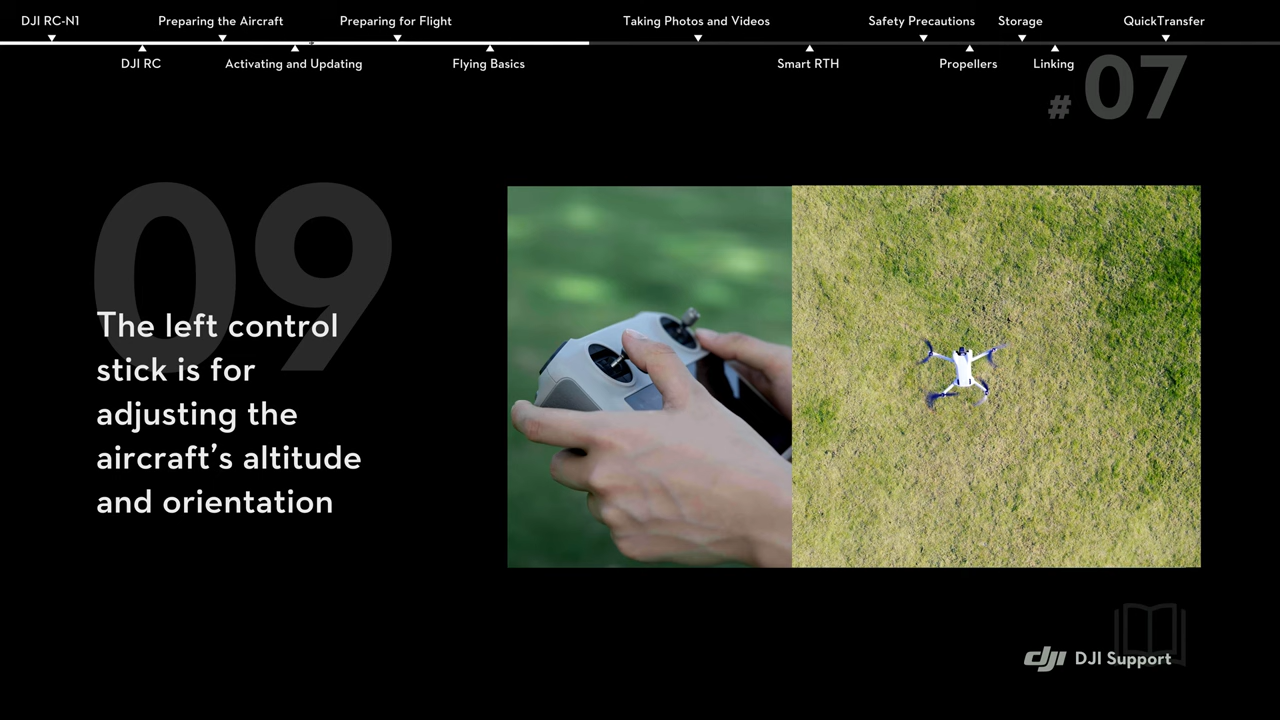 DJI RC-N1
Preparing the Aircraft
Preparing for Flight
Taking Photos and Videos
Safety Precautions
Storage
QuickTransfer
DJI RC
Activating and Updating
Flying Basics
Smart RTH
Propellers
Linking
#07
09
The left control
stick is for
adjusting the
aircraft’s altitude
and orientation
dji DJI Support